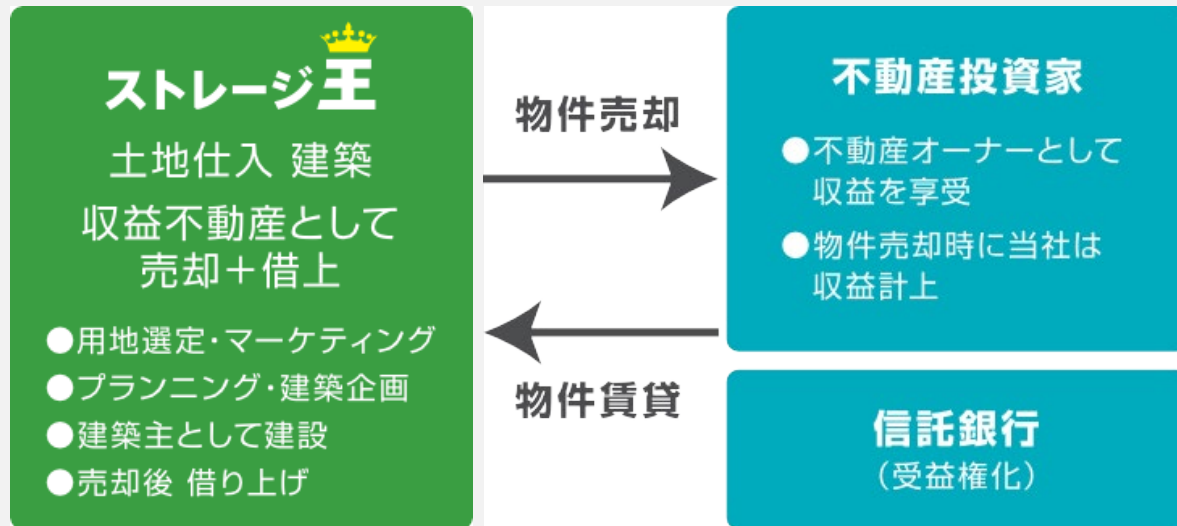 ストレージ王
土地仕入 建築
収益不動産として
売却＋借上
●用地選定・マーケティング
●プランニング・建築企画
●建築主として建設
●売却後 借り上げ
物件売却
物件賃貸
不動産投資家
●不動産オーナーとして
収益を享受
●物件売却時に当社は
収益計上
信託銀行
（受益権化）